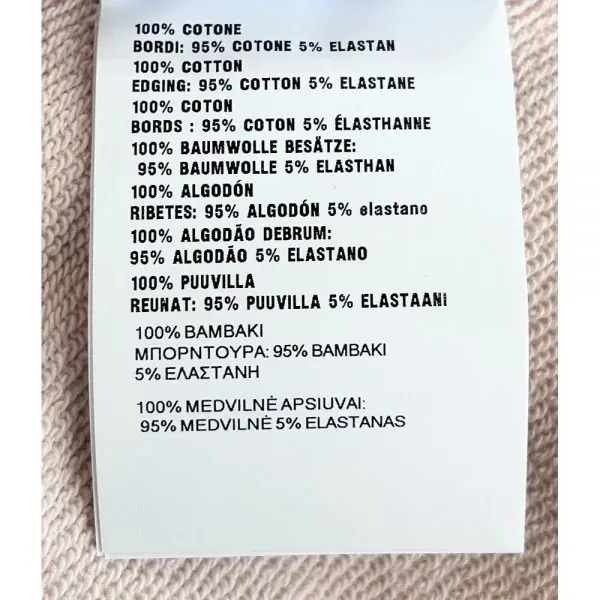 100% COTONE
BORDI: 95% COTONE 5% ELASTAN
100% COTTON
EDGING: 95% COTTON 5% ELASTANE
100% COTON
BORDS : 95% COTON 5% ÉLASTHANNE
100% BAUMWOLLE BESÄTZE:
95% BAUMWOLLE 5% ELASTHAN
100% ALGODÓN
RIBETES: 95% ALGODÓN 5% elastano
100% ALGODÃO DEBRUM:
95% ALGODÃO 5% ELASTANO
100% PUUVILLA
REUNAT: 95% PUUVILLA 5% ELASTAANI
100% ΒΑΜΒΑΚΙ
ΜΠΟΡΝΤΟΥΡΑ: 95% ΒΑΜΒΑΚΙ
5% ΕΛΑΣΤΑΝΗ
100% MEDVILNĖ APSIUVAI:
95% MEDVILNĖ 5% ELASTANAS